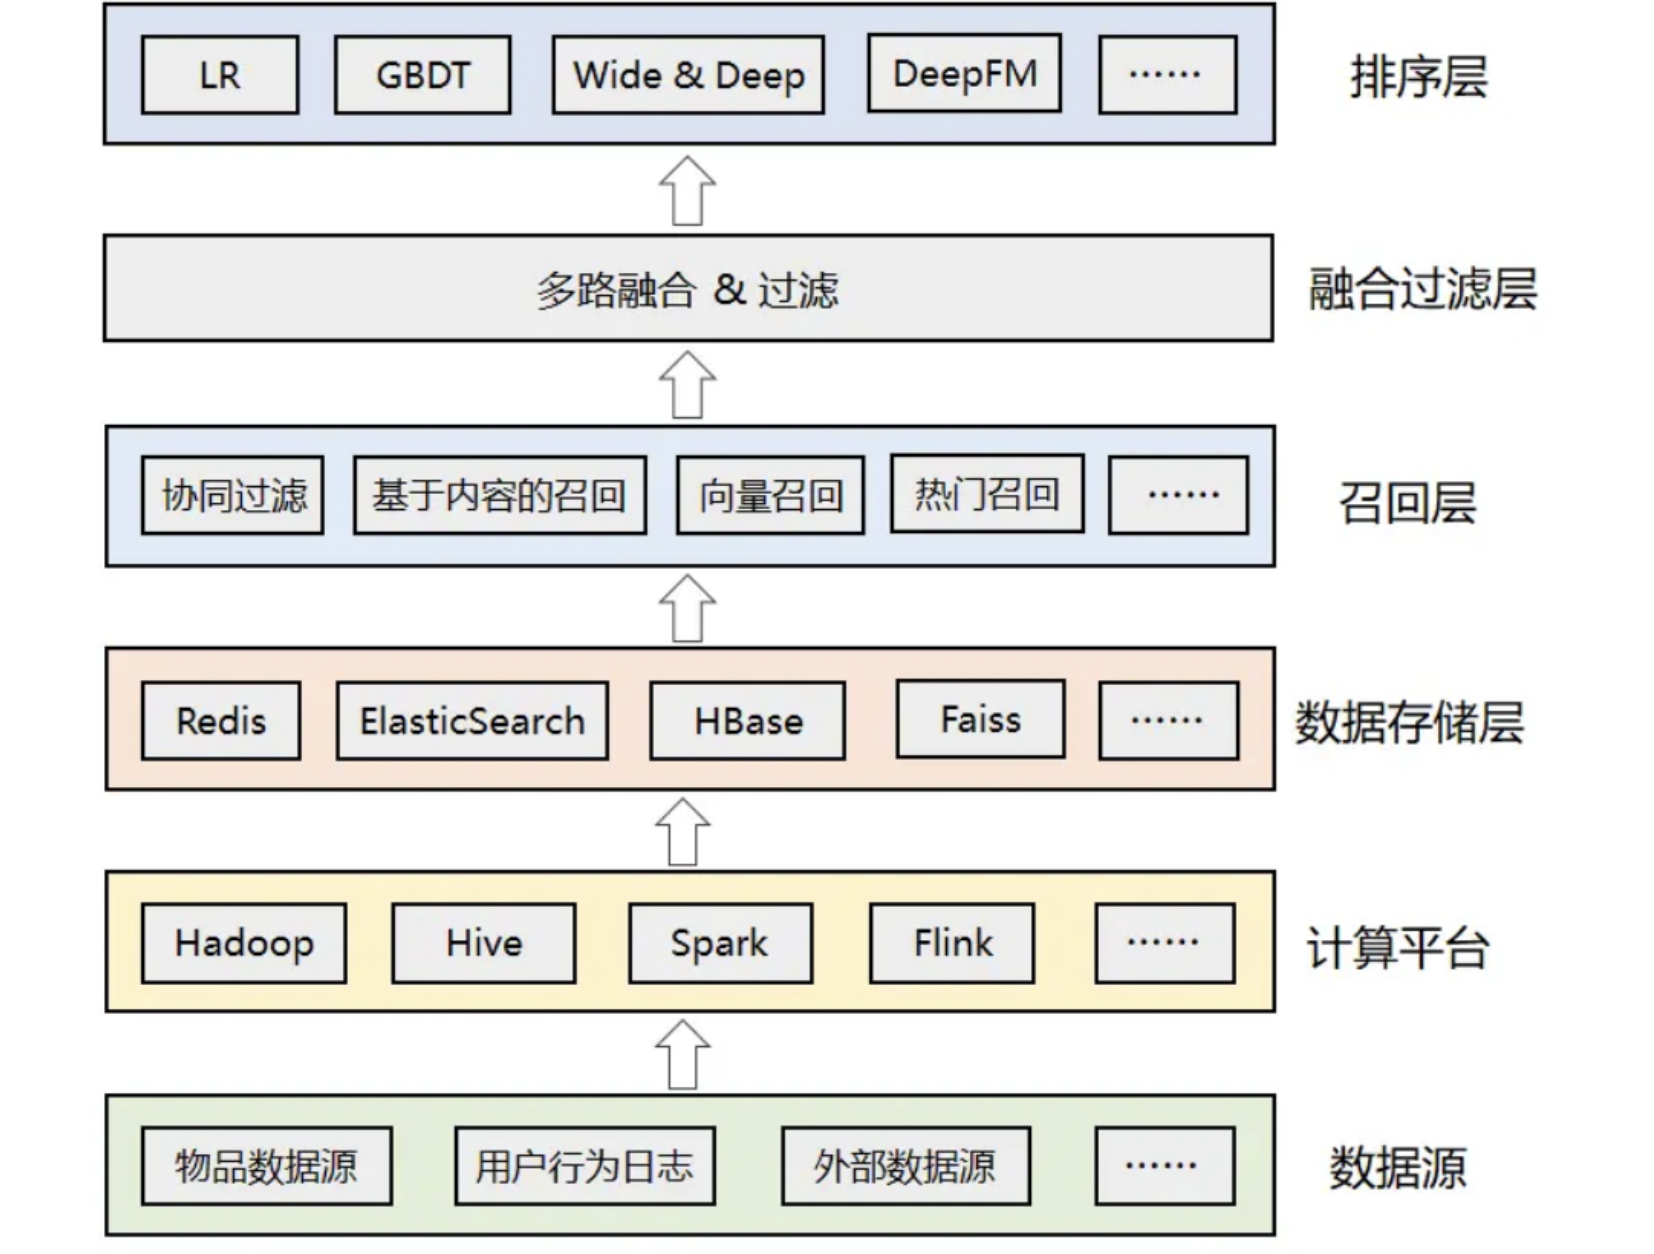 LR GBDT Wide & Deep DeepFM ······ 排序层
多路融合 & 过滤 融合过滤层
协同过滤 基于内容的召回 向量召回 热门召回 ······ 召回层
Redis ElasticSearch HBase Faiss ······ 数据存储层
Hadoop Hive Spark Flink ······ 计算平台
物品数据源 用户行为日志 外部数据源 ······ 数据源